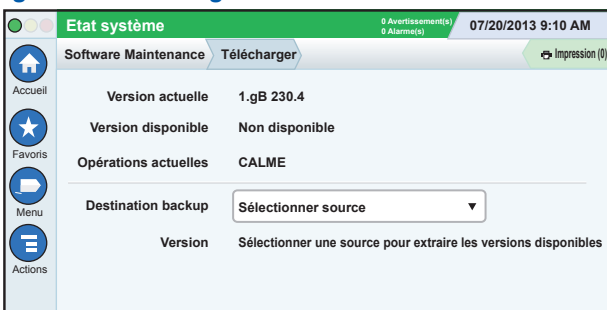 Etat système
0 Avertissement(s)
0 Alarme(s)
07/20/2013 9:10 AM
Software Maintenance Télécharger
Impression (0)
Accueil
Favoris
Menu
Actions
Version actuelle 1.gB 230.4
Version disponible Non disponible
Opérations actuelles CALME
Destination backup Sélectionner source
Version Sélectionner une source pour extraire les versions disponibles